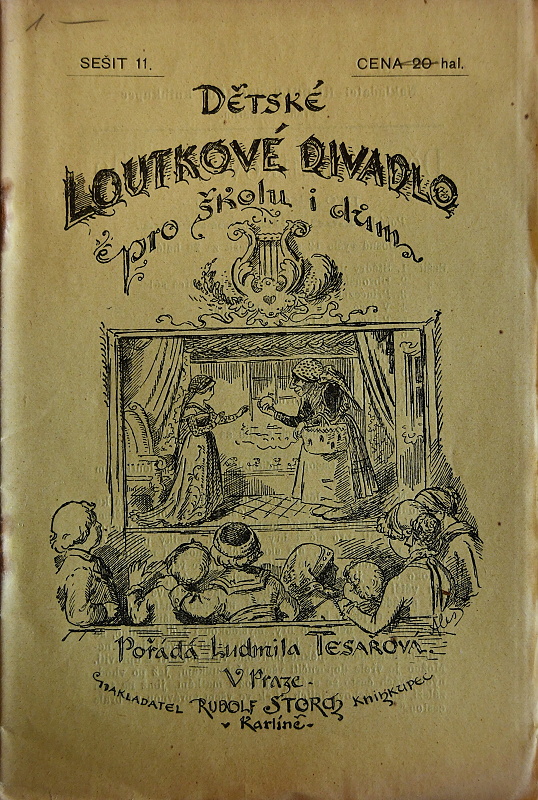 SEŠIT 11.
CENA 20 hal.
DĚTSKÉ
LOUTKOVÉ DIVADLO
pro školu i dům
Pořádá Ludmila TESAŘOVÁ.
V Praze.
NAKLADATEL RUDOLF STORCH KNIHKUPEC
v Karlíně.